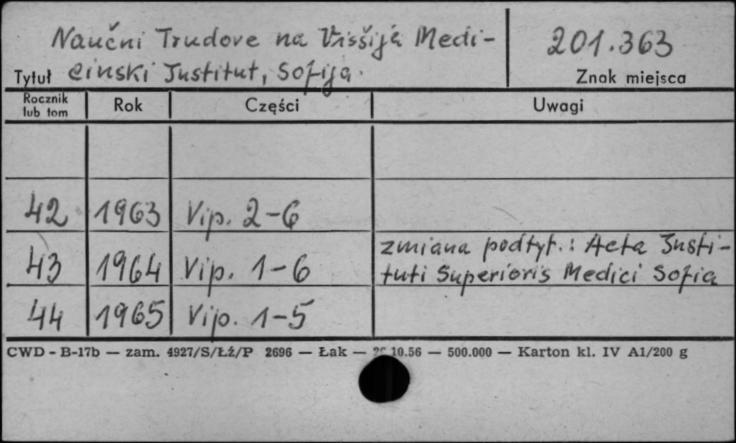 Naučni Trudove na Visšija Medi-
Tytuł cinski Institut, Sofija. 201.363
Znak miejsca
Rocznik lub tom Rok Części Uwagi
42 1963 Vip. 2-6
43 1964 Vip. 1-6 zmiana podtyt.: Acta Insti-
tuti Superioris Medici Sofia
44 1965 Vip. 1-5
CWD - B-17b — zam. 4927/S/Łź/P 2696 — Łak — 10.56 — 500.000 — Karton kl. IV A1/200 g